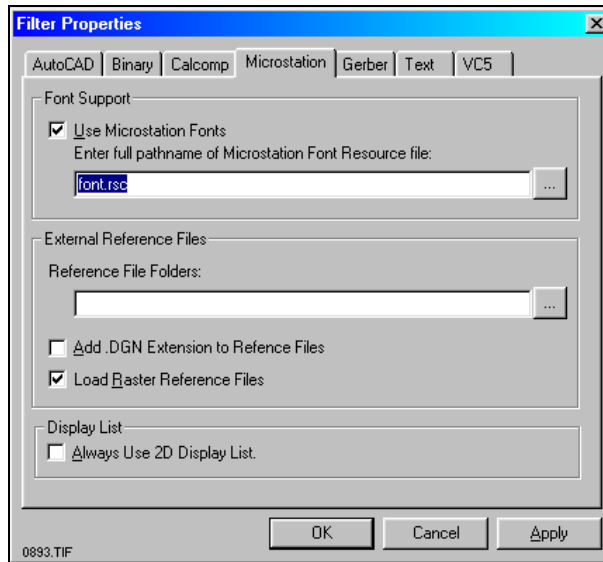 Filter Properties
AutoCAD Binary Calcomp Microstation Gerber Text VC5
Font Support
Use Microstation Fonts
Enter full pathname of Microstation Font Resource file:
font.rsc
...
External Reference Files
Reference File Folders:
...
Add .DGN Extension to Refence Files
Load Raster Reference Files
Display List
Always Use 2D Display List.
OK Cancel Apply
0893.TIF